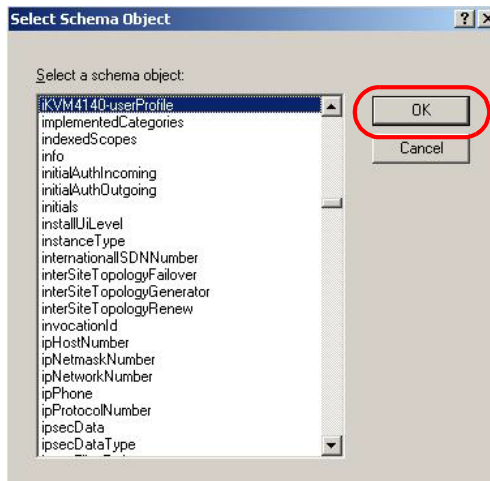 Select Schema Object
Select a schema object:
iKVM4140-userProfile
implementedCategories
indexedScopes
info
initialAuthIncoming
initialAuthOutgoing
initials
installUiLevel
instanceType
internationalISDNNumber
interSiteTopologyFailover
interSiteTopologyGenerator
interSiteTopologyRenew
invocationId
ipHostNumber
ipNetmaskNumber
ipNetworkNumber
ipPhone
ipProtocolNumber
ipsecData
ipsecDataType
OK
Cancel